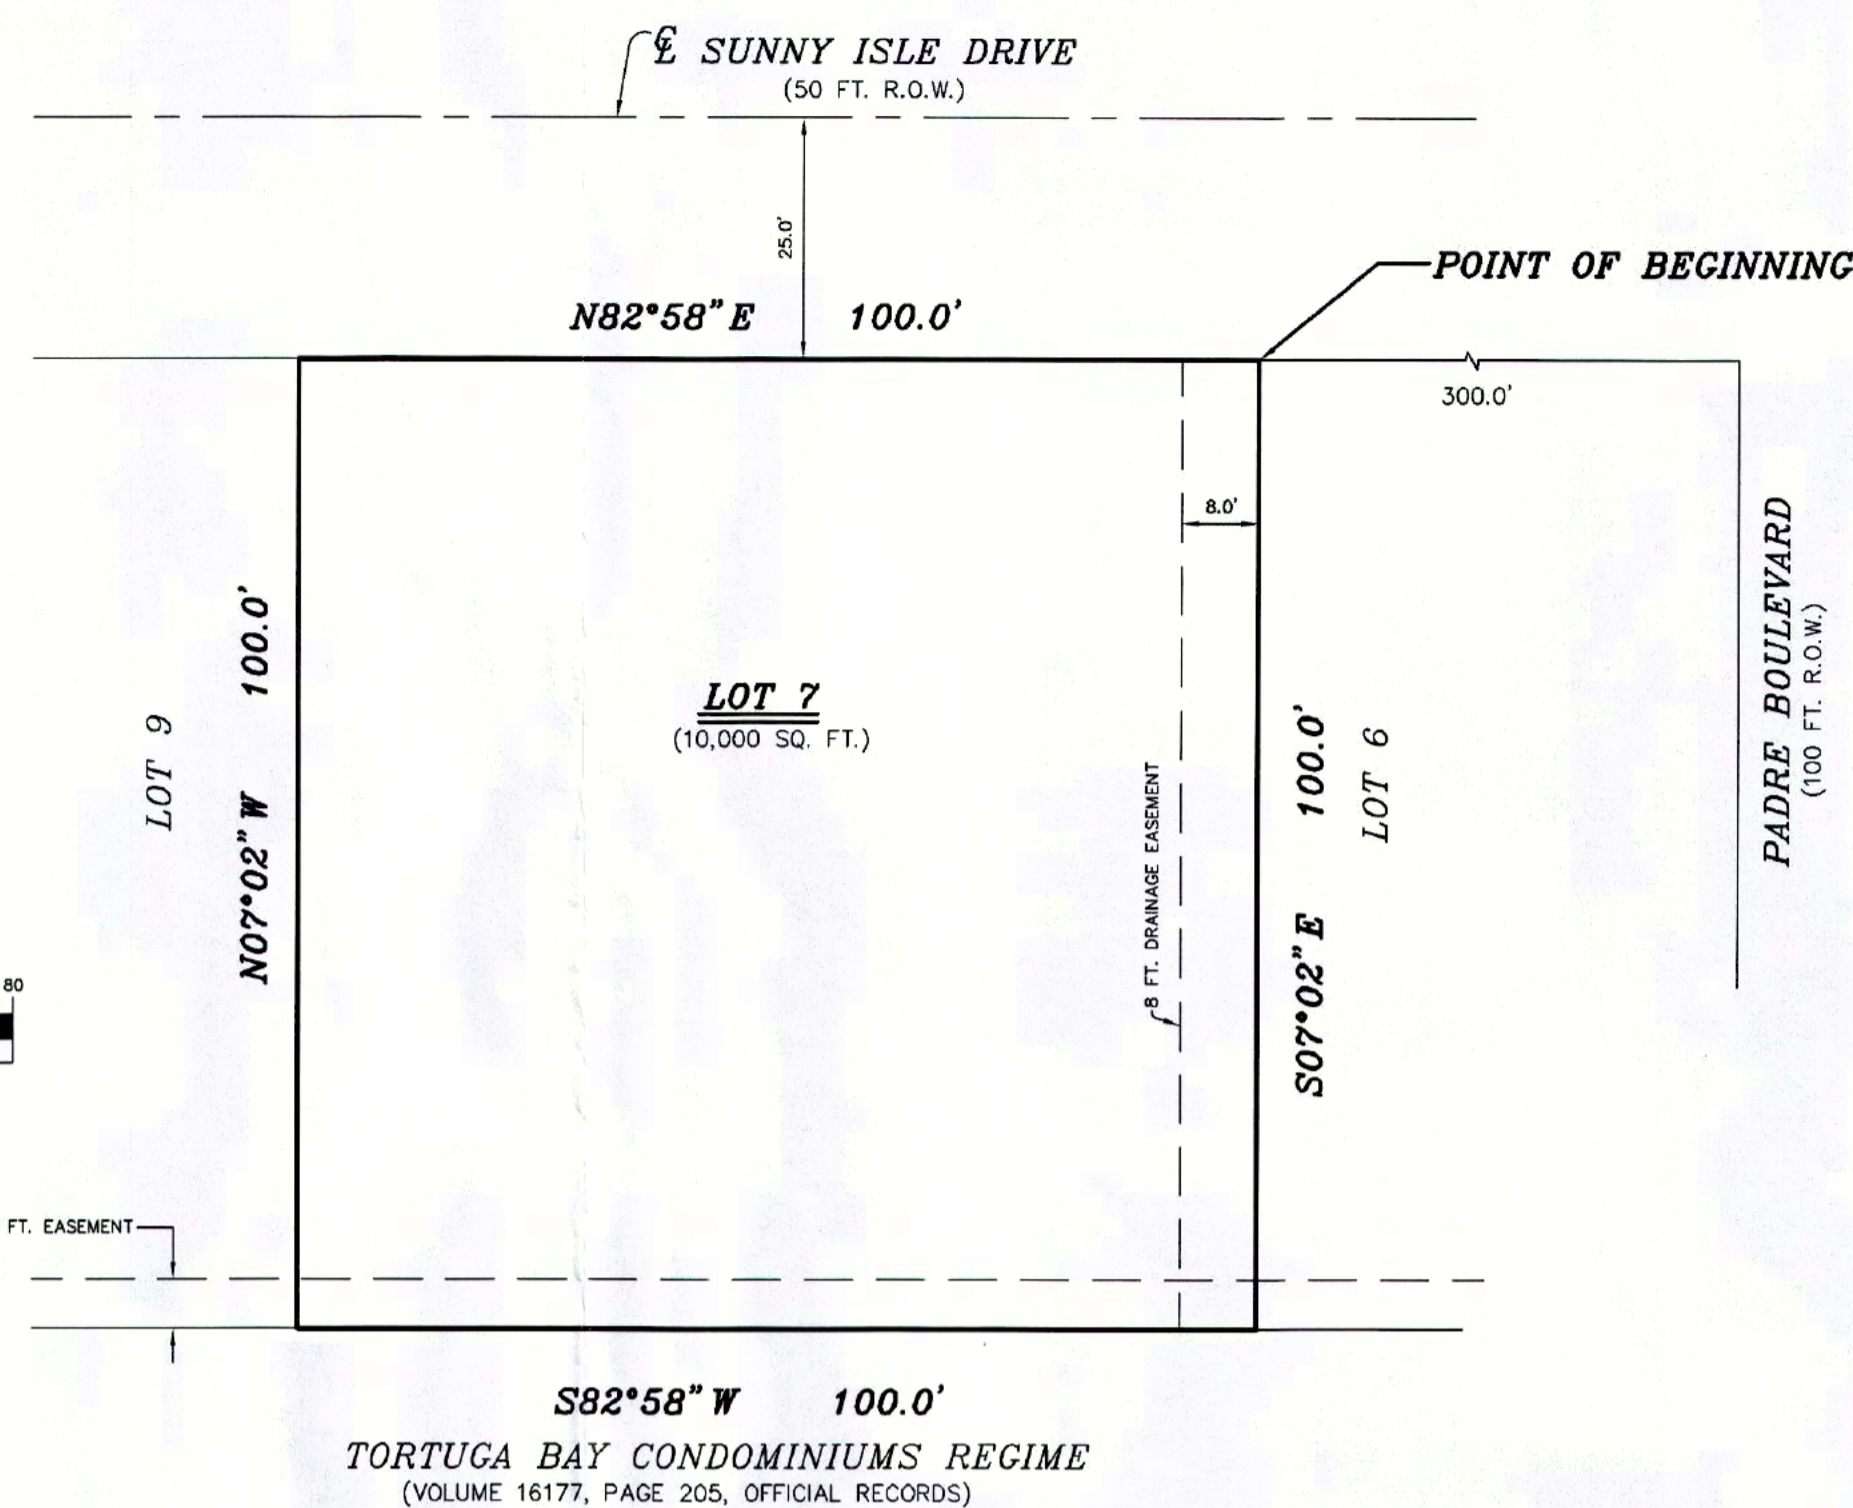 ℄ SUNNY ISLE DRIVE
(50 FT. R.O.W.)
25.0'
POINT OF BEGINNING
N82°58" E 100.0'
300.0'
8.0'
LOT 9
N07°02" W 100.0'
LOT 7
(10,000 SQ. FT.)
8 FT. DRAINAGE EASEMENT
S07°02" E 100.0'
LOT 6
PADRE BOULEVARD
(100 FT. R.O.W.)
80
FT. EASEMENT
S82°58" W 100.0'
TORTUGA BAY CONDOMINIUMS REGIME
(VOLUME 16177, PAGE 205, OFFICIAL RECORDS)